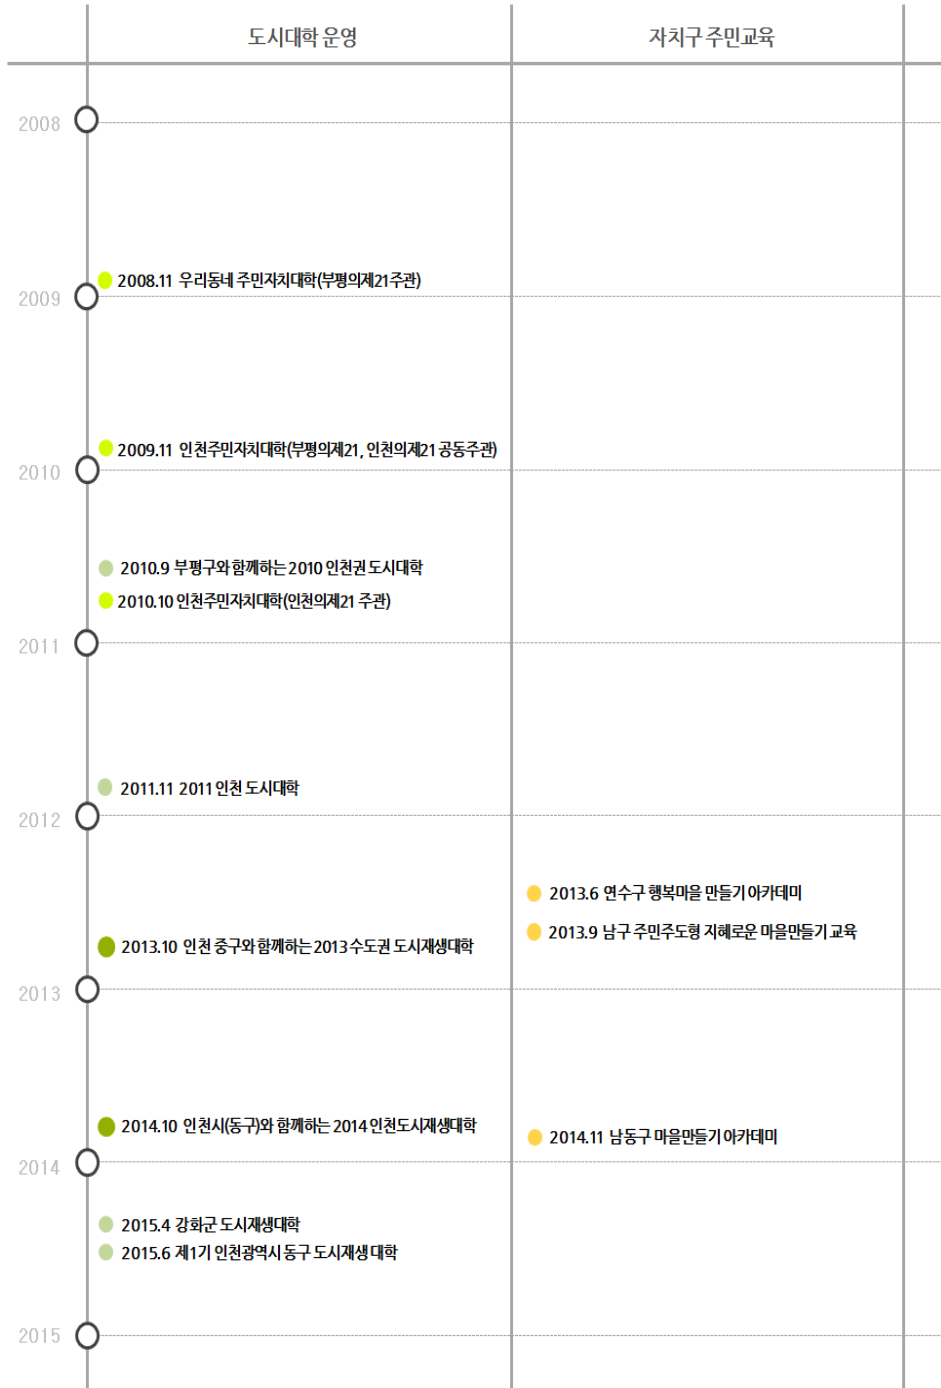 도시대학 운영
자치구 주민교육
2008
2008.11 우리동네 주민자치대학(부평의제21주관)
2009
2009.11 인천주민자치대학(부평의제21, 인천의제21 공동주관)
2010
2010.9 부평구와 함께하는 2010 인천권 도시대학
2010.10 인천주민자치대학(인천의제21 주관)
2011
2011.11 2011 인천 도시대학
2012
2013.6 연수구 행복마을 만들기 아카데미
2013.9 남구 주민주도형 지혜로운 마을만들기 교육
2013.10 인천 중구와 함께하는 2013 수도권 도시재생대학
2013
2014.10 인천시(동구)와 함께하는 2014 인천도시재생대학
2014.11 남동구 마을만들기 아카데미
2014
2015.4 강화군 도시재생대학
2015.6 제1기 인천광역시 동구 도시재생 대학
2015